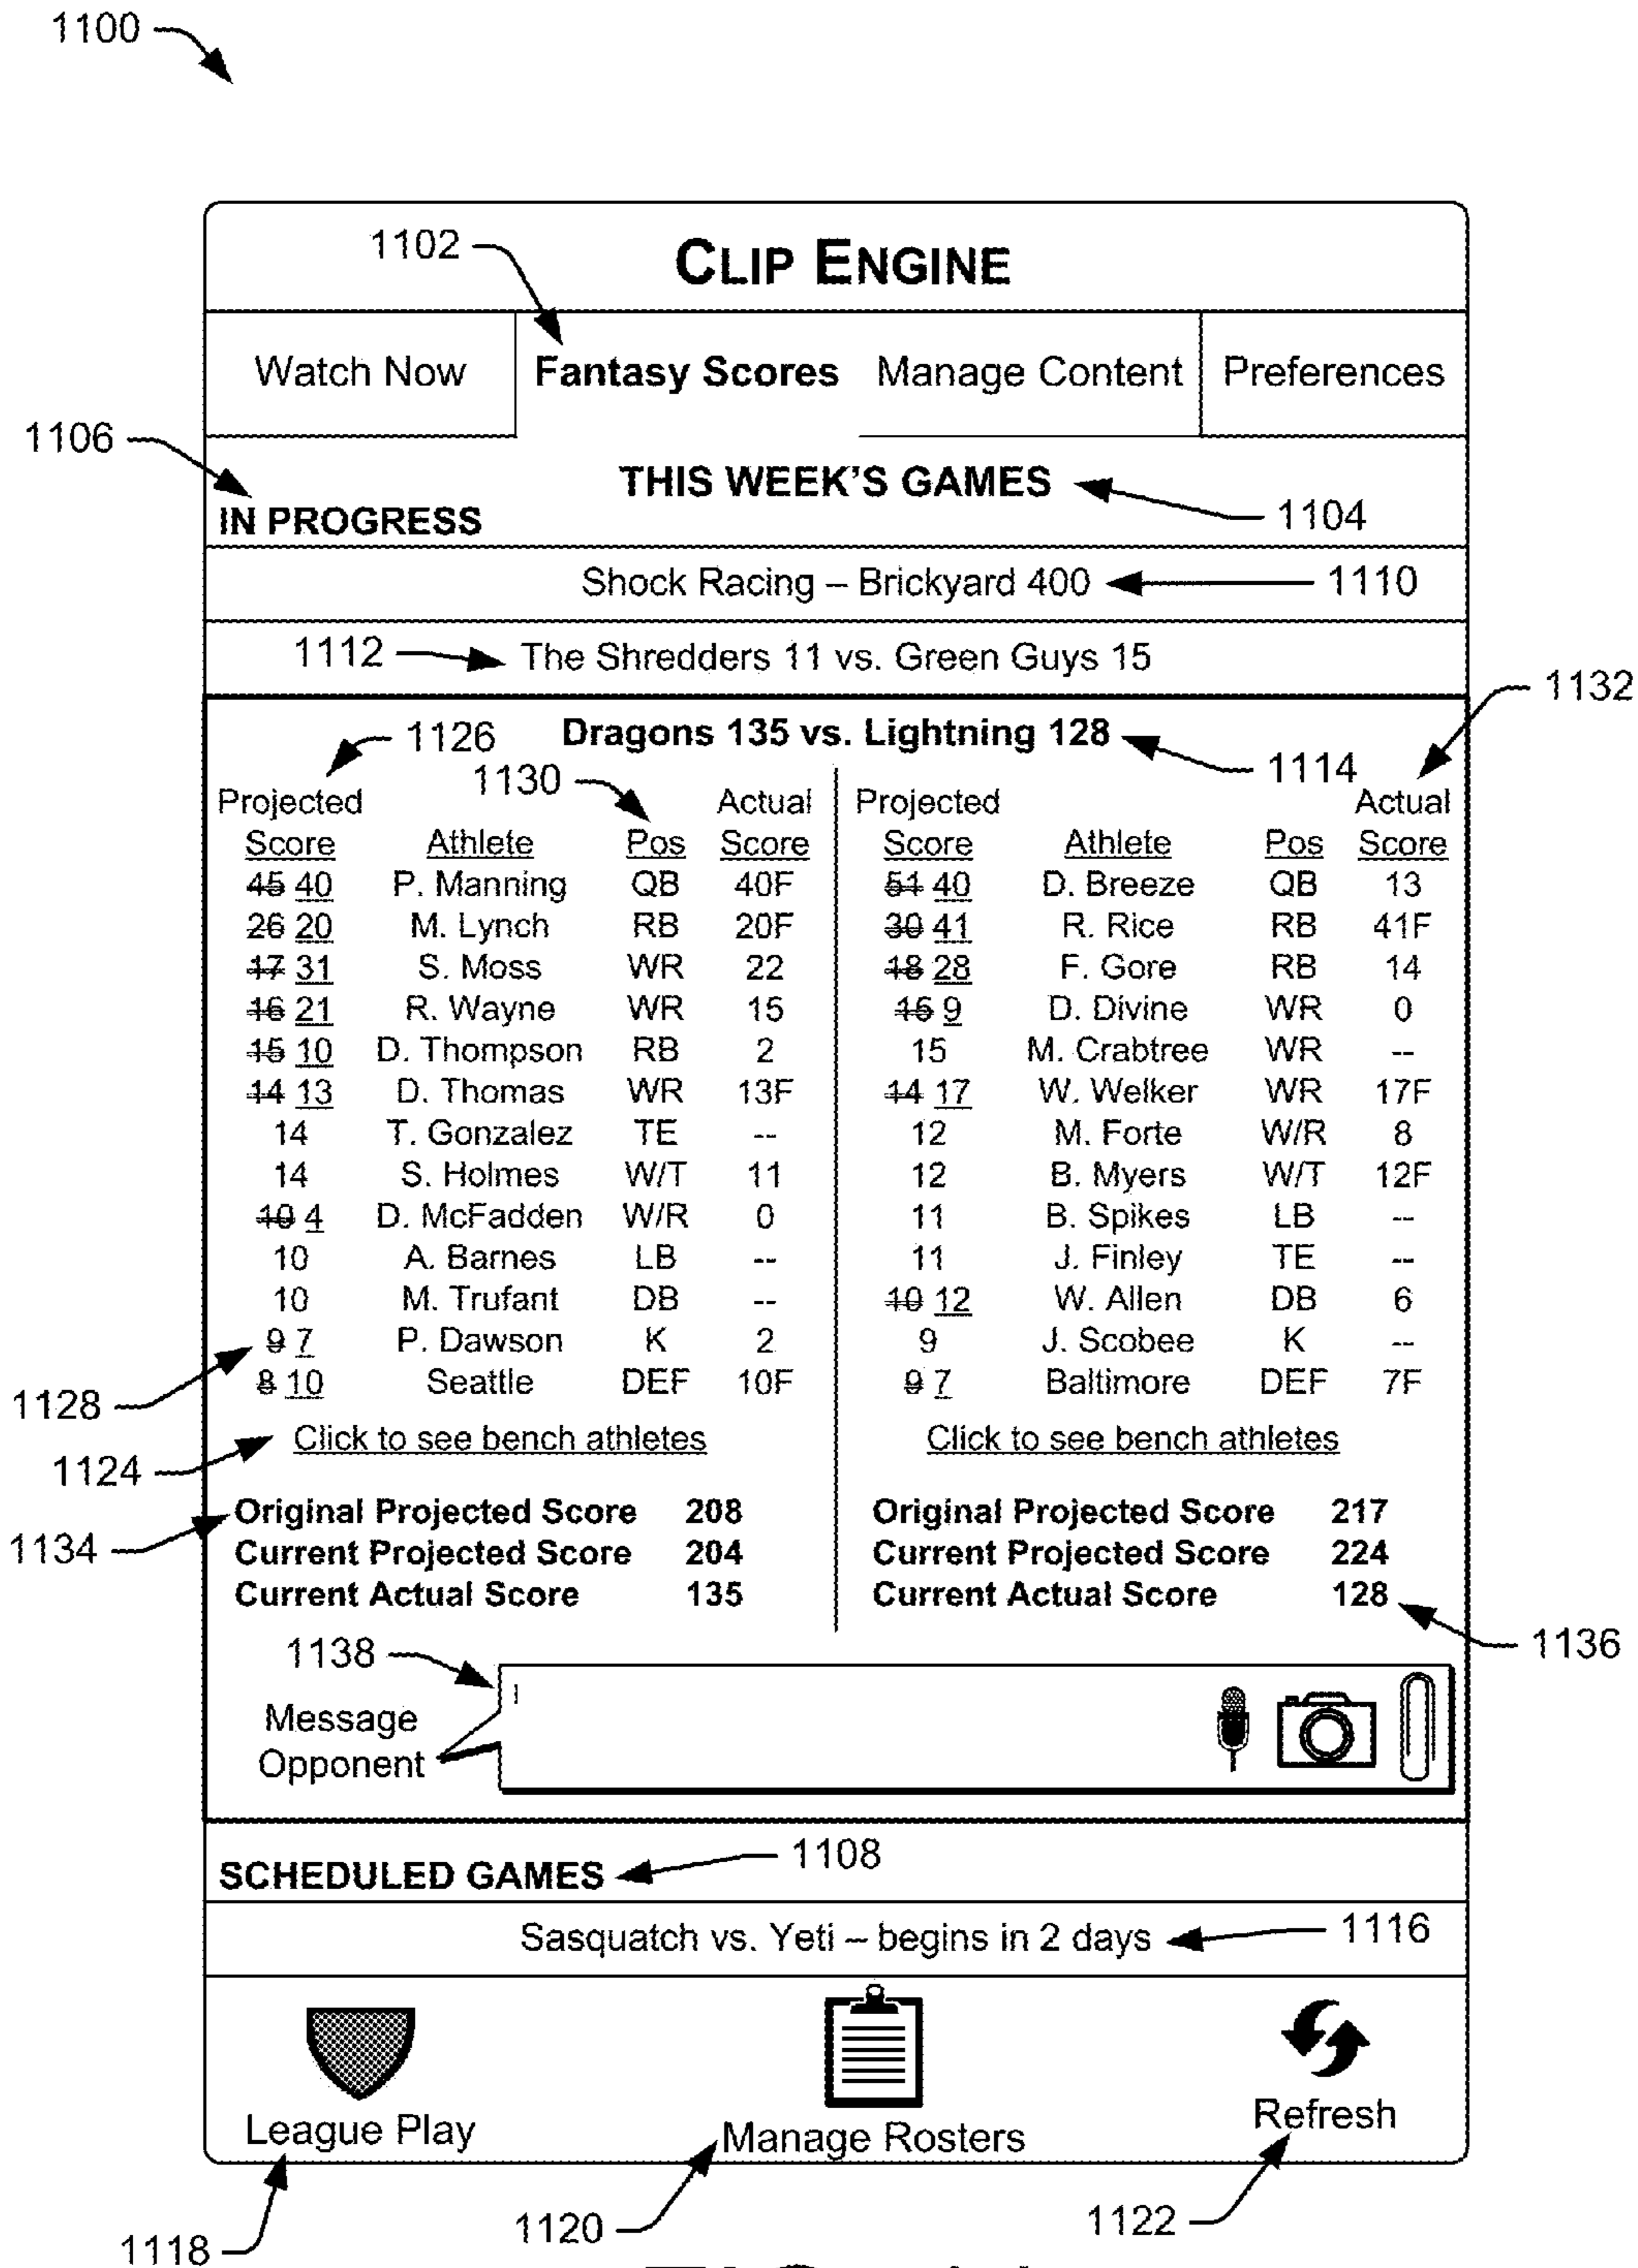 1100
1102
CLIP ENGINE
Watch Now Fantasy Scores Manage Content Preferences
1106
THIS WEEK'S GAMES
1104
IN PROGRESS
Shock Racing – Brickyard 400 1110
1112 The Shredders 11 vs. Green Guys 15
1132
1126 Dragons 135 vs. Lightning 128
1130 1114
Projected Actual Projected Actual
Score Athlete Pos Score Score Athlete Pos Score
45 40 P. Manning QB 40F 51 40 D. Breeze QB 13
26 20 M. Lynch RB 20F 30 41 R. Rice RB 41F
17 31 S. Moss WR 22 18 28 F. Gore RB 14
16 21 R. Wayne WR 15 15 9 D. Divine WR 0
15 10 D. Thompson RB 2 15 M. Crabtree WR --
14 13 D. Thomas WR 13F 14 17 W. Welker WR 17F
14 T. Gonzalez TE -- 12 M. Forte W/R 8
14 S. Holmes W/T 11 12 B. Myers W/T 12F
10 4 D. McFadden W/R 0 11 B. Spikes LB --
10 A. Barnes LB -- 11 J. Finley TE --
10 M. Trufant DB -- 10 12 W. Allen DB 6
9 7 P. Dawson K 2 9 J. Scobee K --
8 10 Seattle DEF 10F 9 7 Baltimore DEF 7F
1128
Click to see bench athletes Click to see bench athletes
1124
Original Projected Score 208 Original Projected Score 217
1134
Current Projected Score 204 Current Projected Score 224
Current Actual Score 135 Current Actual Score 128
1136
1138
Message
Opponent
1108
SCHEDULED GAMES
Sasquatch vs. Yeti – begins in 2 days 1116
League Play Manage Rosters Refresh
1118 1120 1122